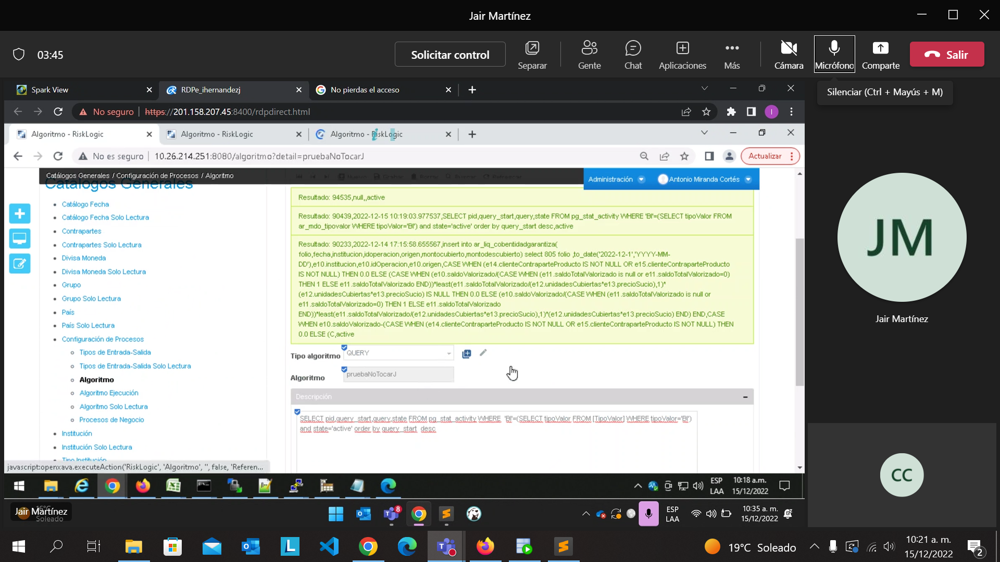 Jair Martínez
03:45
Solicitar control
Separar
Gente
Chat
Aplicaciones
Más
Cámara
Micrófono
Comparte
Salir
Silenciar (Ctrl + Mayús + M)
Spark View
RDPe_ihernandezj
No pierdas el acceso
No seguro
https://201.158.207.45:8400/rdpdirect.html
I
Algoritmo - RiskLogic
Algoritmo - RiskLogic
Algoritmo - RiskLogic
No es seguro
10.26.214.251:8080/algoritmo?detail=pruebaNoTocarJ
Actualizar
Catálogos Generales / Configuración de Procesos / Algoritmo
Catálogos Generales
Nuevo Grabar Borrar Buscar Refrescar
Administración
Antonio Miranda Cortés
Catálogo Fecha
Catálogo Fecha Solo Lectura
Contrapartes
Contrapartes Solo Lectura
Divisa Moneda
Divisa Moneda Solo Lectura
Grupo
Grupo Solo Lectura
País
País Solo Lectura
Configuración de Procesos
Tipos de Entrada-Salida
Tipos de Entrada-Salida Solo Lectura
Algoritmo
Algoritmo Ejecución
Algoritmo Solo Lectura
Procesos de Negocio
Institución
Institución Solo Lectura
Tipo Institución
Resultado: 94535,null,,active
Resultado: 90439,2022-12-15 10:19:03.977537,SELECT pid,query_start,query,state FROM pg_stat_activity WHERE 'BI'=(SELECT tipoValor FROM
ar_mdo_tipovalor WHERE tipoValor='BI') and state='active' order by query_start desc,active
Resultado: 90233,2022-12-14 17:15:58.655567,insert into ar_liq_cobentidadgarantiza(
folio,fecha,institucion,idoperacion,origen,montocubierto,montodescubierto) select 805 folio ,to_date('2022-12-1','YYYY-MM-
DD'),e10.institucion,e10.idOperacion,e10.origen,CASE WHEN (e14.clienteContraparteProducto IS NOT NULL OR e15.clienteContraparteProducto
IS NOT NULL) THEN 0.0 ELSE (CASE WHEN (e10.saldoValorizado/(CASE WHEN (e11.saldoTotalValorizado is null or e11.saldoTotalValorizado=0)
THEN 1 ELSE e11.saldoTotalValorizado END))*least(e11.saldoTotalValorizado/(e12.unidadesCubiertas*e13.precioSucio),1)*
(e12.unidadesCubiertas*e13.precioSucio) IS NULL THEN 0.0 ELSE (e10.saldoValorizado/(CASE WHEN (e11.saldoTotalValorizado is null or
e11.saldoTotalValorizado=0) THEN 1 ELSE e11.saldoTotalValorizado
END))*least(e11.saldoTotalValorizado/(e12.unidadesCubiertas*e13.precioSucio),1)*(e12.unidadesCubiertas*e13.precioSucio) END) END,CASE
WHEN e10.saldoValorizado-(CASE WHEN (e14.clienteContraparteProducto IS NOT NULL OR e15.clienteContraparteProducto IS NOT NULL) THEN
0.0 ELSE (C,active
Tipo algoritmo
QUERY
Algoritmo
pruebaNoTocarJ
Descripción
SELECT pid,query_start,query,state FROM pg_stat_activity WHERE 'BI'=(SELECT tipoValor FROM [TipoValor] WHERE tipoValor='BI')
and state='active' order by query_start desc
javascript:openxava.executeAction('RiskLogic', 'Algoritmo', '', false, 'Referen...
JM
Jair Martínez
CC
ESP
LAA
10:18 a.m.
15/12/2022
16°C
Soleado
Jair Martínez
8
ESP
LAA
10:35 a. m.
15/12/2022
L
19°C Soleado
10:21 a. m.
15/12/2022
2